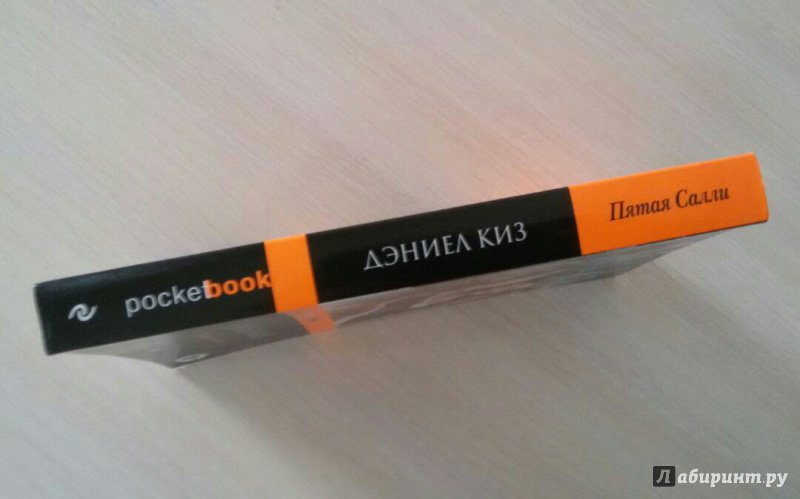 pocketbook
ДЭНИЕЛ КИЗ
Пятая Салли
Лабиринт.ру